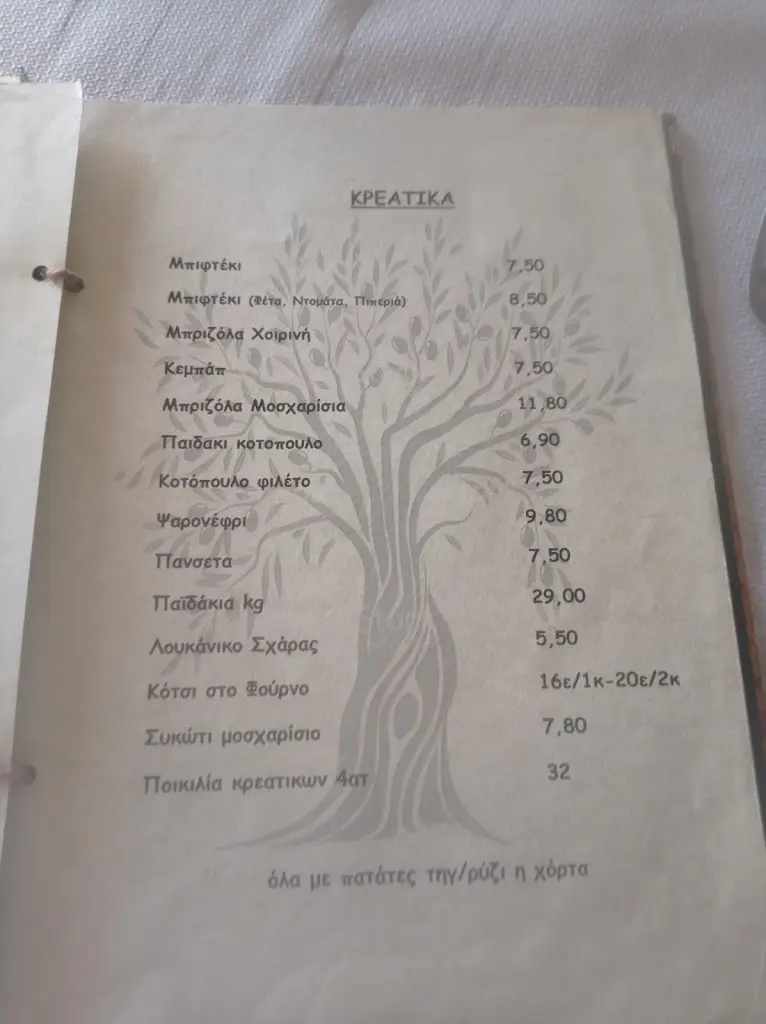 ΚΡΕΑΤΙΚΑ
Μπιφτέκι 7,50
Μπιφτέκι (Φέτα, Ντομάτα, Πιπεριά) 8,50
Μπριζόλα Χοιρινή 7,50
Κεμπάπ 7,50
Μπριζόλα Μοσχαρίσια 11,80
Παιδακι κοτοπουλο 6,90
Κοτόπουλο φιλέτο 7,50
Ψαρονέφρι 9,80
Πανσετα 7,50
Παϊδάκια kg 29,00
Λουκάνικο Σχάρας 5,50
Κότσι στο Φούρνο 16ε/1κ-20ε/2κ
Συκώτι μοσχαρίσιο 7,80
Ποικιλία κρεατικων 4ατ 32
όλα με πατάτες τηγ/ρύζι η χόρτα